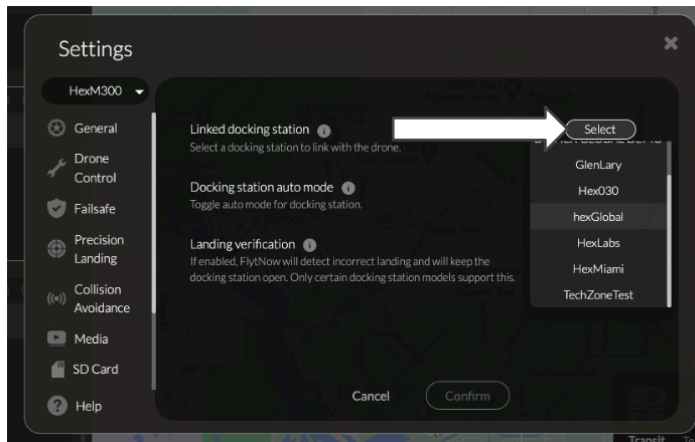 Settings
HexM300
General
Drone
Control
Failsafe
Precision
Landing
Collision
Avoidance
Media
SD Card
Help
Linked docking station
Select a docking station to link with the drone.
Docking station auto mode
Toggle auto mode for docking station.
Landing verification
If enabled, FlytNow will detect incorrect landing and will keep the
docking station open. Only certain docking station models support this.
Select
GlenLary
Hex030
hexGlobal
HexLabs
HexMiami
TechZoneTest
Cancel
Confirm
Transit